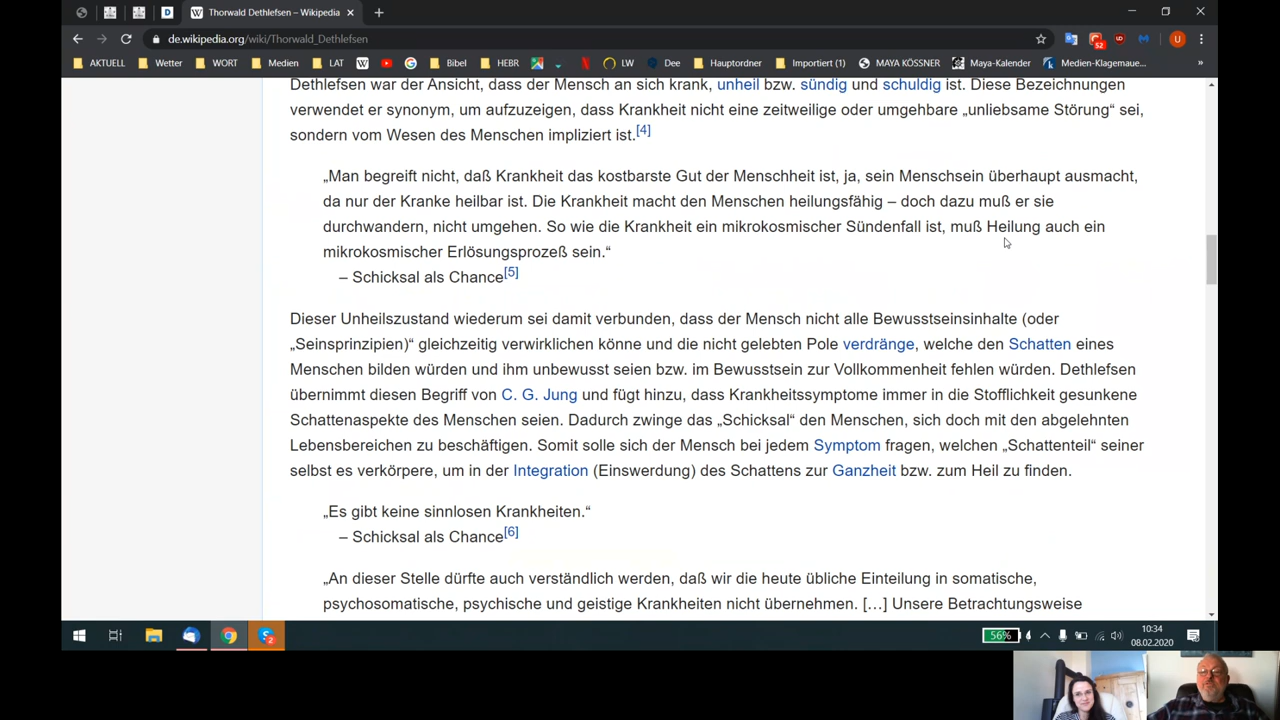 Thorwald Dethlefsen – Wikipedia
de.wikipedia.org/wiki/Thorwald_Dethlefsen
52
U
AKTUELL Wetter WORT Medien LAT Bibel HEBR LW Dee Hauptordner Importiert (1) MAYA KÖSSNER Maya-Kalender Medien-Klagemaue...
Dethlefsen war der Ansicht, dass der Mensch an sich krank, unheil bzw. sündig und schuldig ist. Diese Bezeichnungen
verwendet er synonym, um aufzuzeigen, dass Krankheit nicht eine zeitweilige oder umgehbare „unliebsame Störung“ sei,
sondern vom Wesen des Menschen impliziert ist.[4]
„Man begreift nicht, daß Krankheit das kostbarste Gut der Menschheit ist, ja, sein Menschsein überhaupt ausmacht,
da nur der Kranke heilbar ist. Die Krankheit macht den Menschen heilungsfähig – doch dazu muß er sie
durchwandern, nicht umgehen. So wie die Krankheit ein mikrokosmischer Sündenfall ist, muß Heilung auch ein
mikrokosmischer Erlösungsprozeß sein.“
– Schicksal als Chance[5]
Dieser Unheilszustand wiederum sei damit verbunden, dass der Mensch nicht alle Bewusstseinsinhalte (oder
„Seinsprinzipien)“ gleichzeitig verwirklichen könne und die nicht gelebten Pole verdränge, welche den Schatten eines
Menschen bilden würden und ihm unbewusst seien bzw. im Bewusstsein zur Vollkommenheit fehlen würden. Dethlefsen
übernimmt diesen Begriff von C. G. Jung und fügt hinzu, dass Krankheitssymptome immer in die Stofflichkeit gesunkene
Schattenaspekte des Menschen seien. Dadurch zwinge das „Schicksal“ den Menschen, sich doch mit den abgelehnten
Lebensbereichen zu beschäftigen. Somit solle sich der Mensch bei jedem Symptom fragen, welchen „Schattenteil“ seiner
selbst es verkörpere, um in der Integration (Einswerdung) des Schattens zur Ganzheit bzw. zum Heil zu finden.
„Es gibt keine sinnlosen Krankheiten.“
– Schicksal als Chance[6]
„An dieser Stelle dürfte auch verständlich werden, daß wir die heute übliche Einteilung in somatische,
psychosomatische, psychische und geistige Krankheiten nicht übernehmen. […] Unsere Betrachtungsweise
56%
10:34
08.02.2020